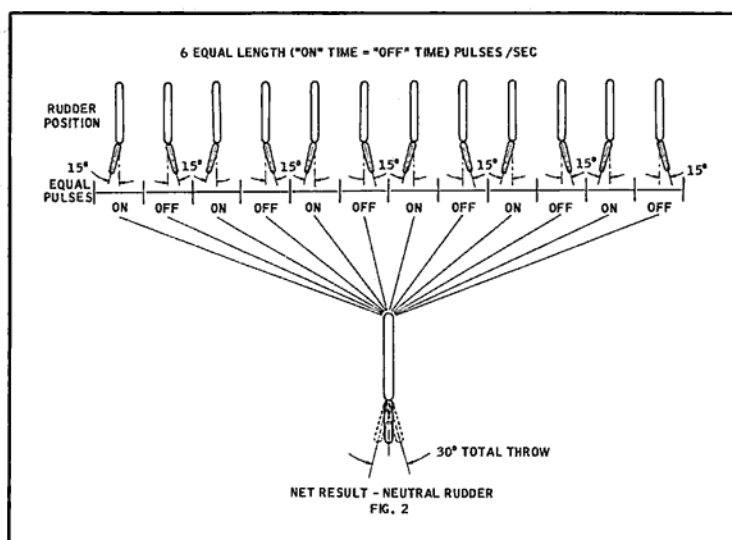 6 EQUAL LENGTH ("ON" TIME = "OFF" TIME) PULSES /SEC
RUDDER
POSITION
15° 15° 15° 15° 15° 15° 15°
EQUAL
PULSES
ON OFF ON OFF ON OFF ON OFF ON OFF ON OFF
30° TOTAL THROW
NET RESULT - NEUTRAL RUDDER
FIG. 2